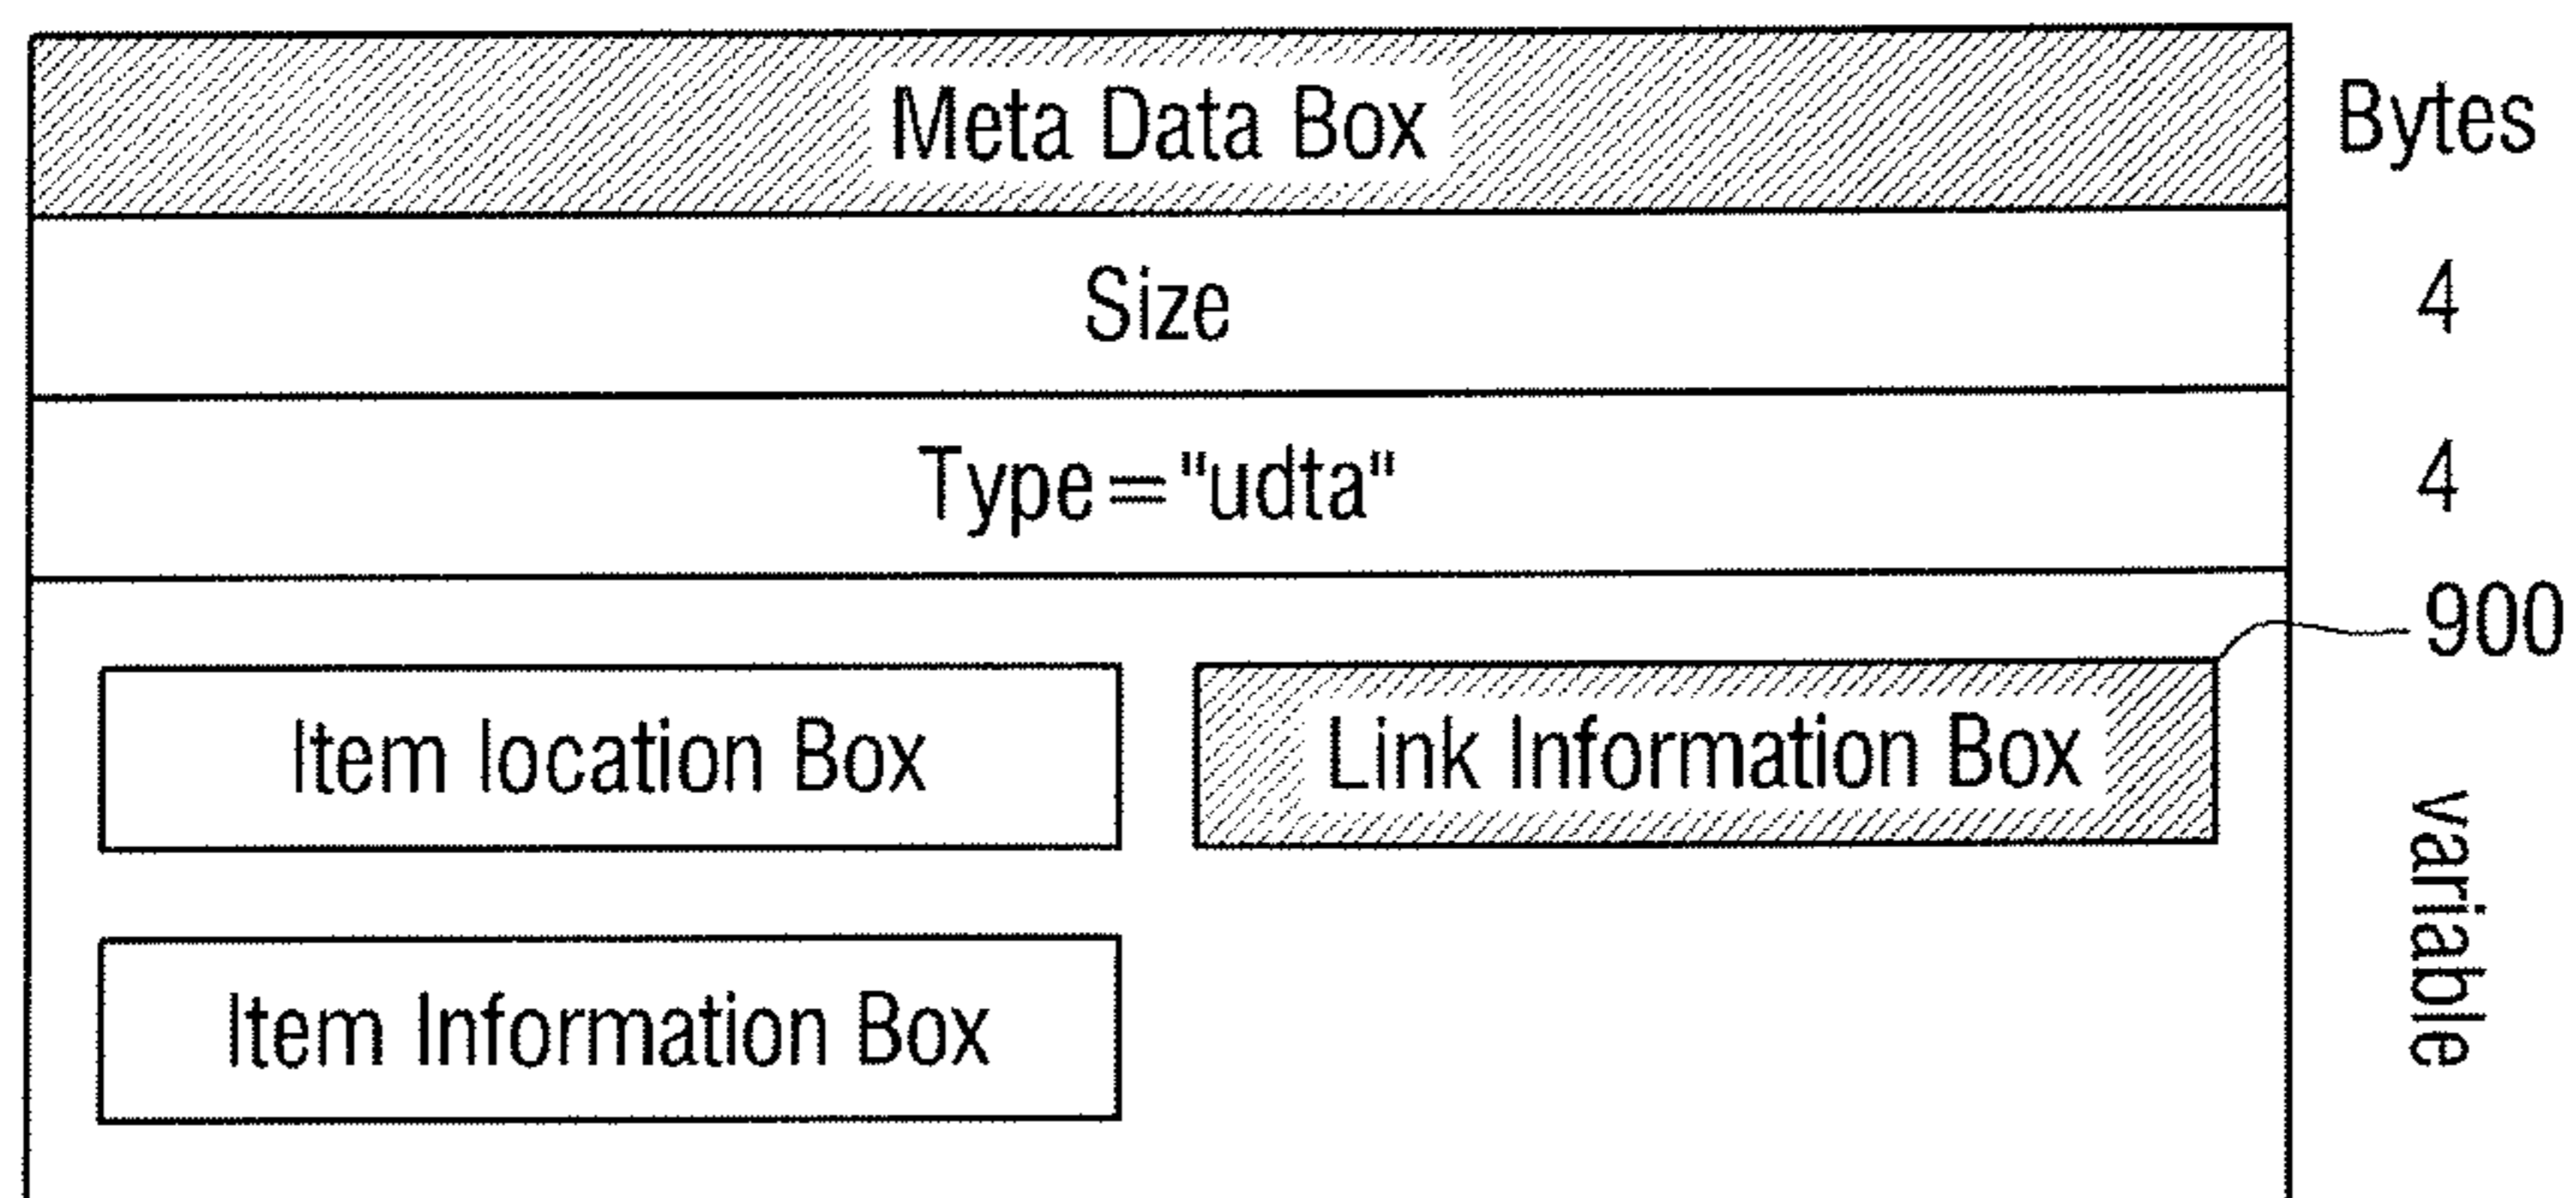 Meta Data Box Bytes
Size 4
Type="udta" 4
900
Item location Box Link Information Box
variable
Item Information Box